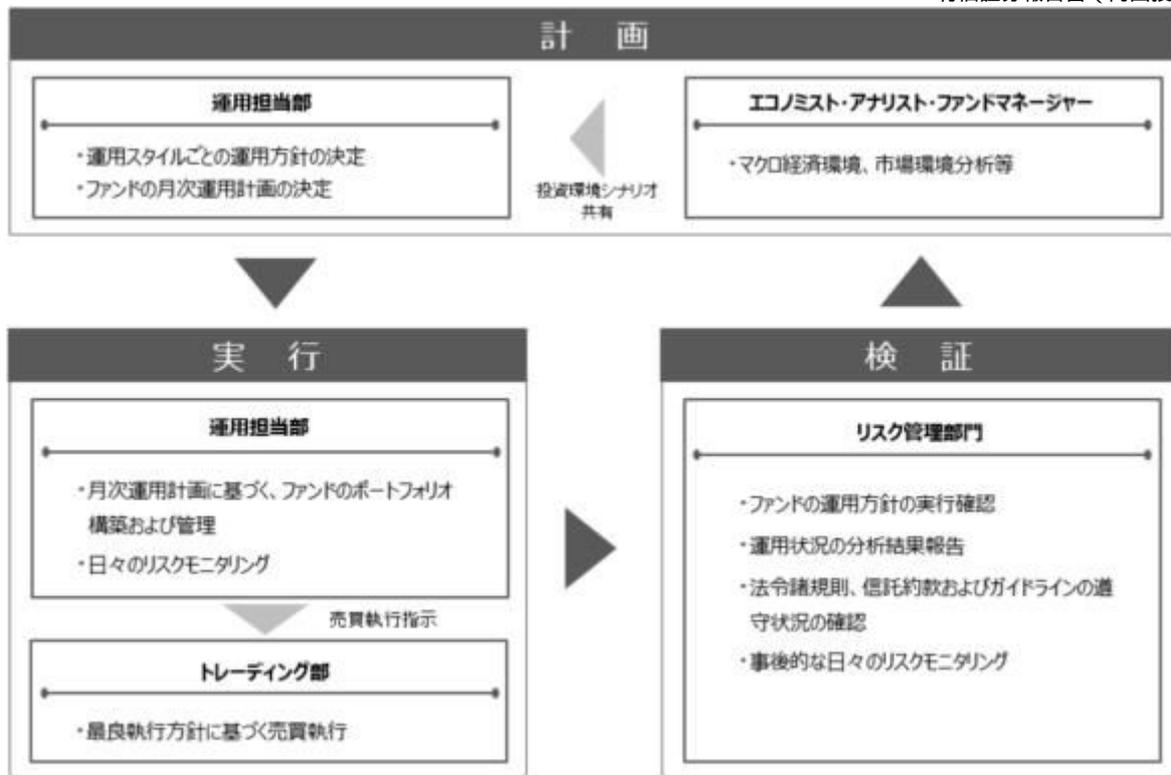 計 画
運用担当部
・運用スタイルごとの運用方針の決定
・ファンドの月次運用計画の決定
投資環境シナリオ
共有
エコノミスト・アナリスト・ファンドマネージャー
・マクロ経済環境、市場環境分析等
実 行
運用担当部
・月次運用計画に基づく、ファンドのポートフォリオ
構築および管理
・日々のリスクモニタリング
売買執行指示
トレーディング部
・最良執行方針に基づく売買執行
検 証
リスク管理部門
・ファンドの運用方針の実行確認
・運用状況の分析結果報告
・法令諸規則、信託約款およびガイドラインの遵
守状況の確認
・事後的な日々のリスクモニタリング